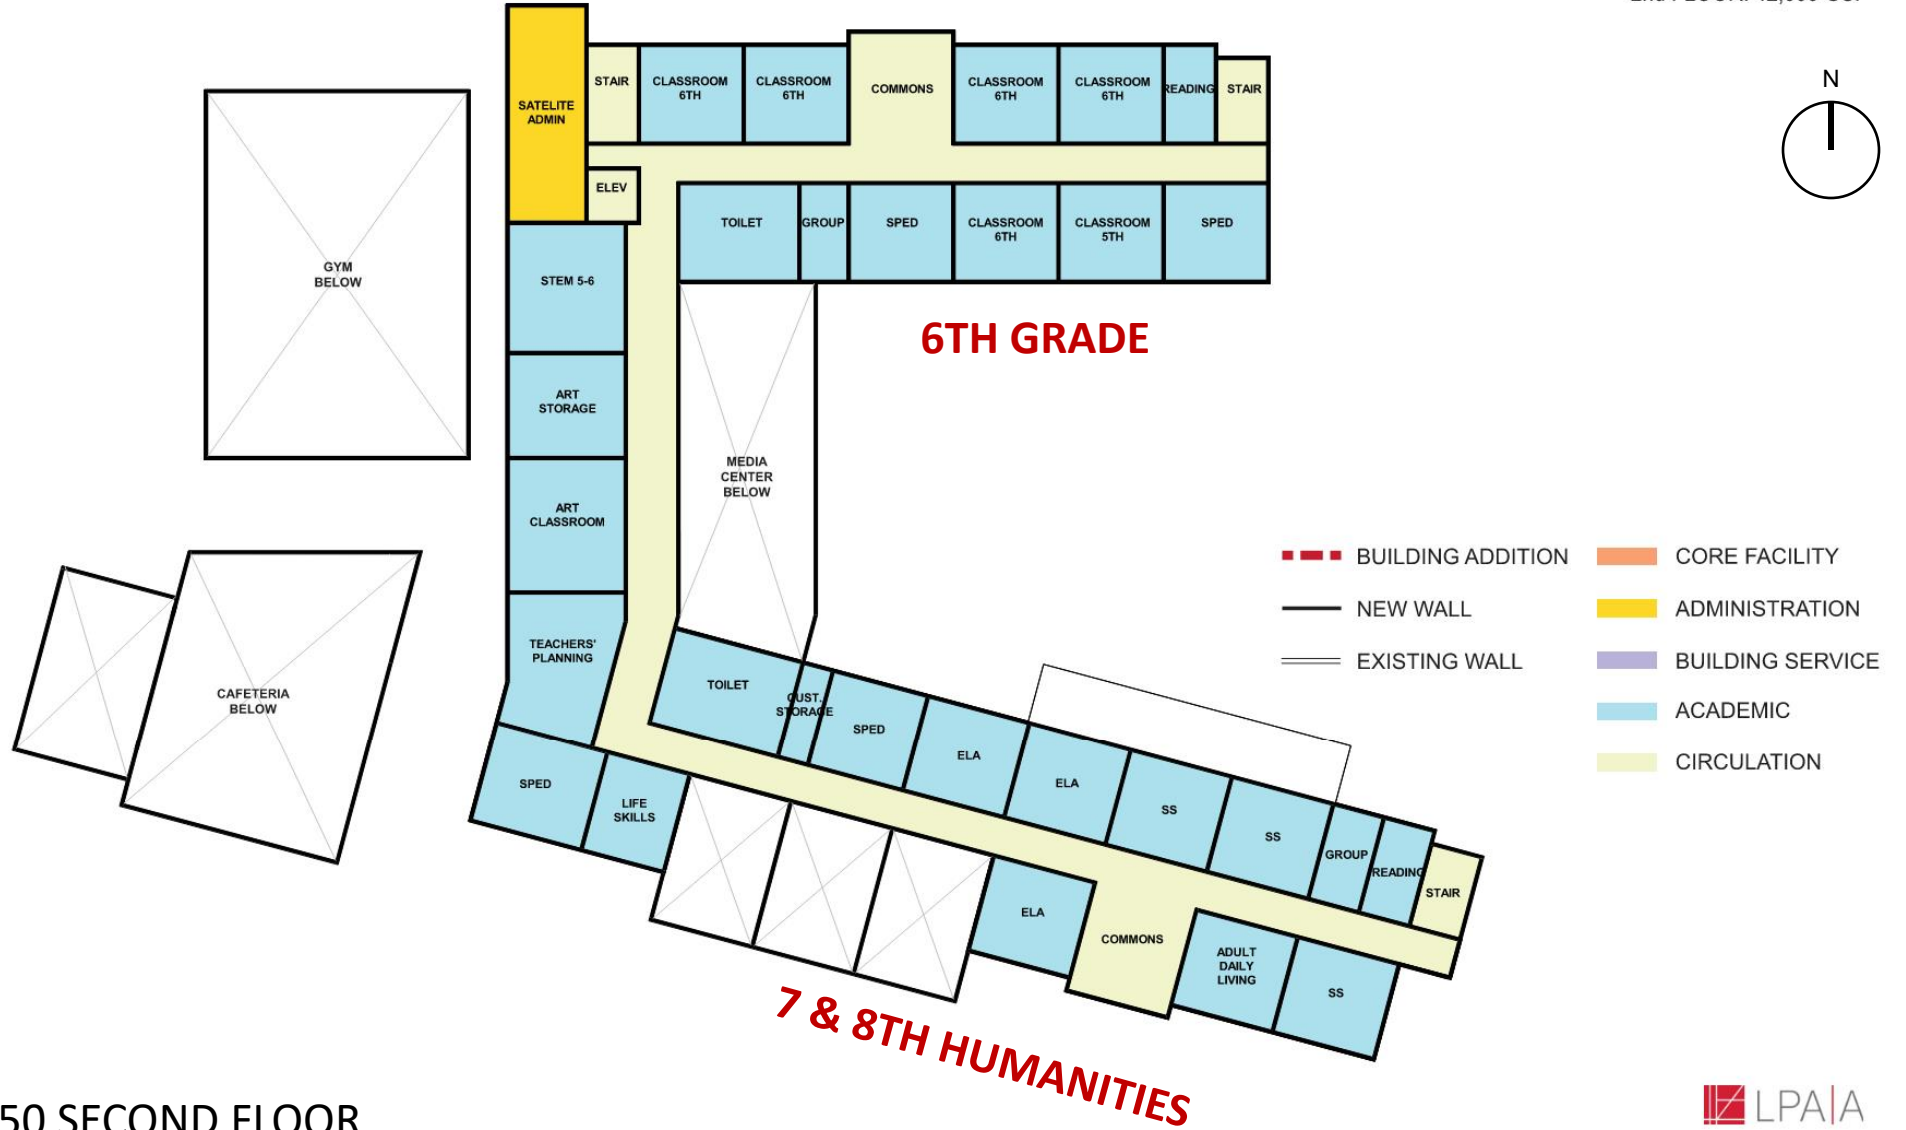 N
SATELITE
ADMIN
STAIR
CLASSROOM
6TH
CLASSROOM
6TH
COMMONS
CLASSROOM
6TH
CLASSROOM
6TH
READING
STAIR
ELEV
TOILET
GROUP
SPED
CLASSROOM
6TH
CLASSROOM
5TH
SPED
GYM
BELOW
STEM 5-6
6TH GRADE
ART
STORAGE
MEDIA
CENTER
BELOW
ART
CLASSROOM
BUILDING ADDITION
NEW WALL
EXISTING WALL
CORE FACILITY
ADMINISTRATION
BUILDING SERVICE
ACADEMIC
CIRCULATION
TEACHERS'
PLANNING
CAFETERIA
BELOW
TOILET
CUST.
STORAGE
SPED
ELA
ELA
SS
SS
GROUP
READING
STAIR
SPED
LIFE
SKILLS
ELA
COMMONS
ADULT
DAILY
LIVING
SS
7 & 8TH HUMANITIES
50 SECOND FLOOR
LPA|A